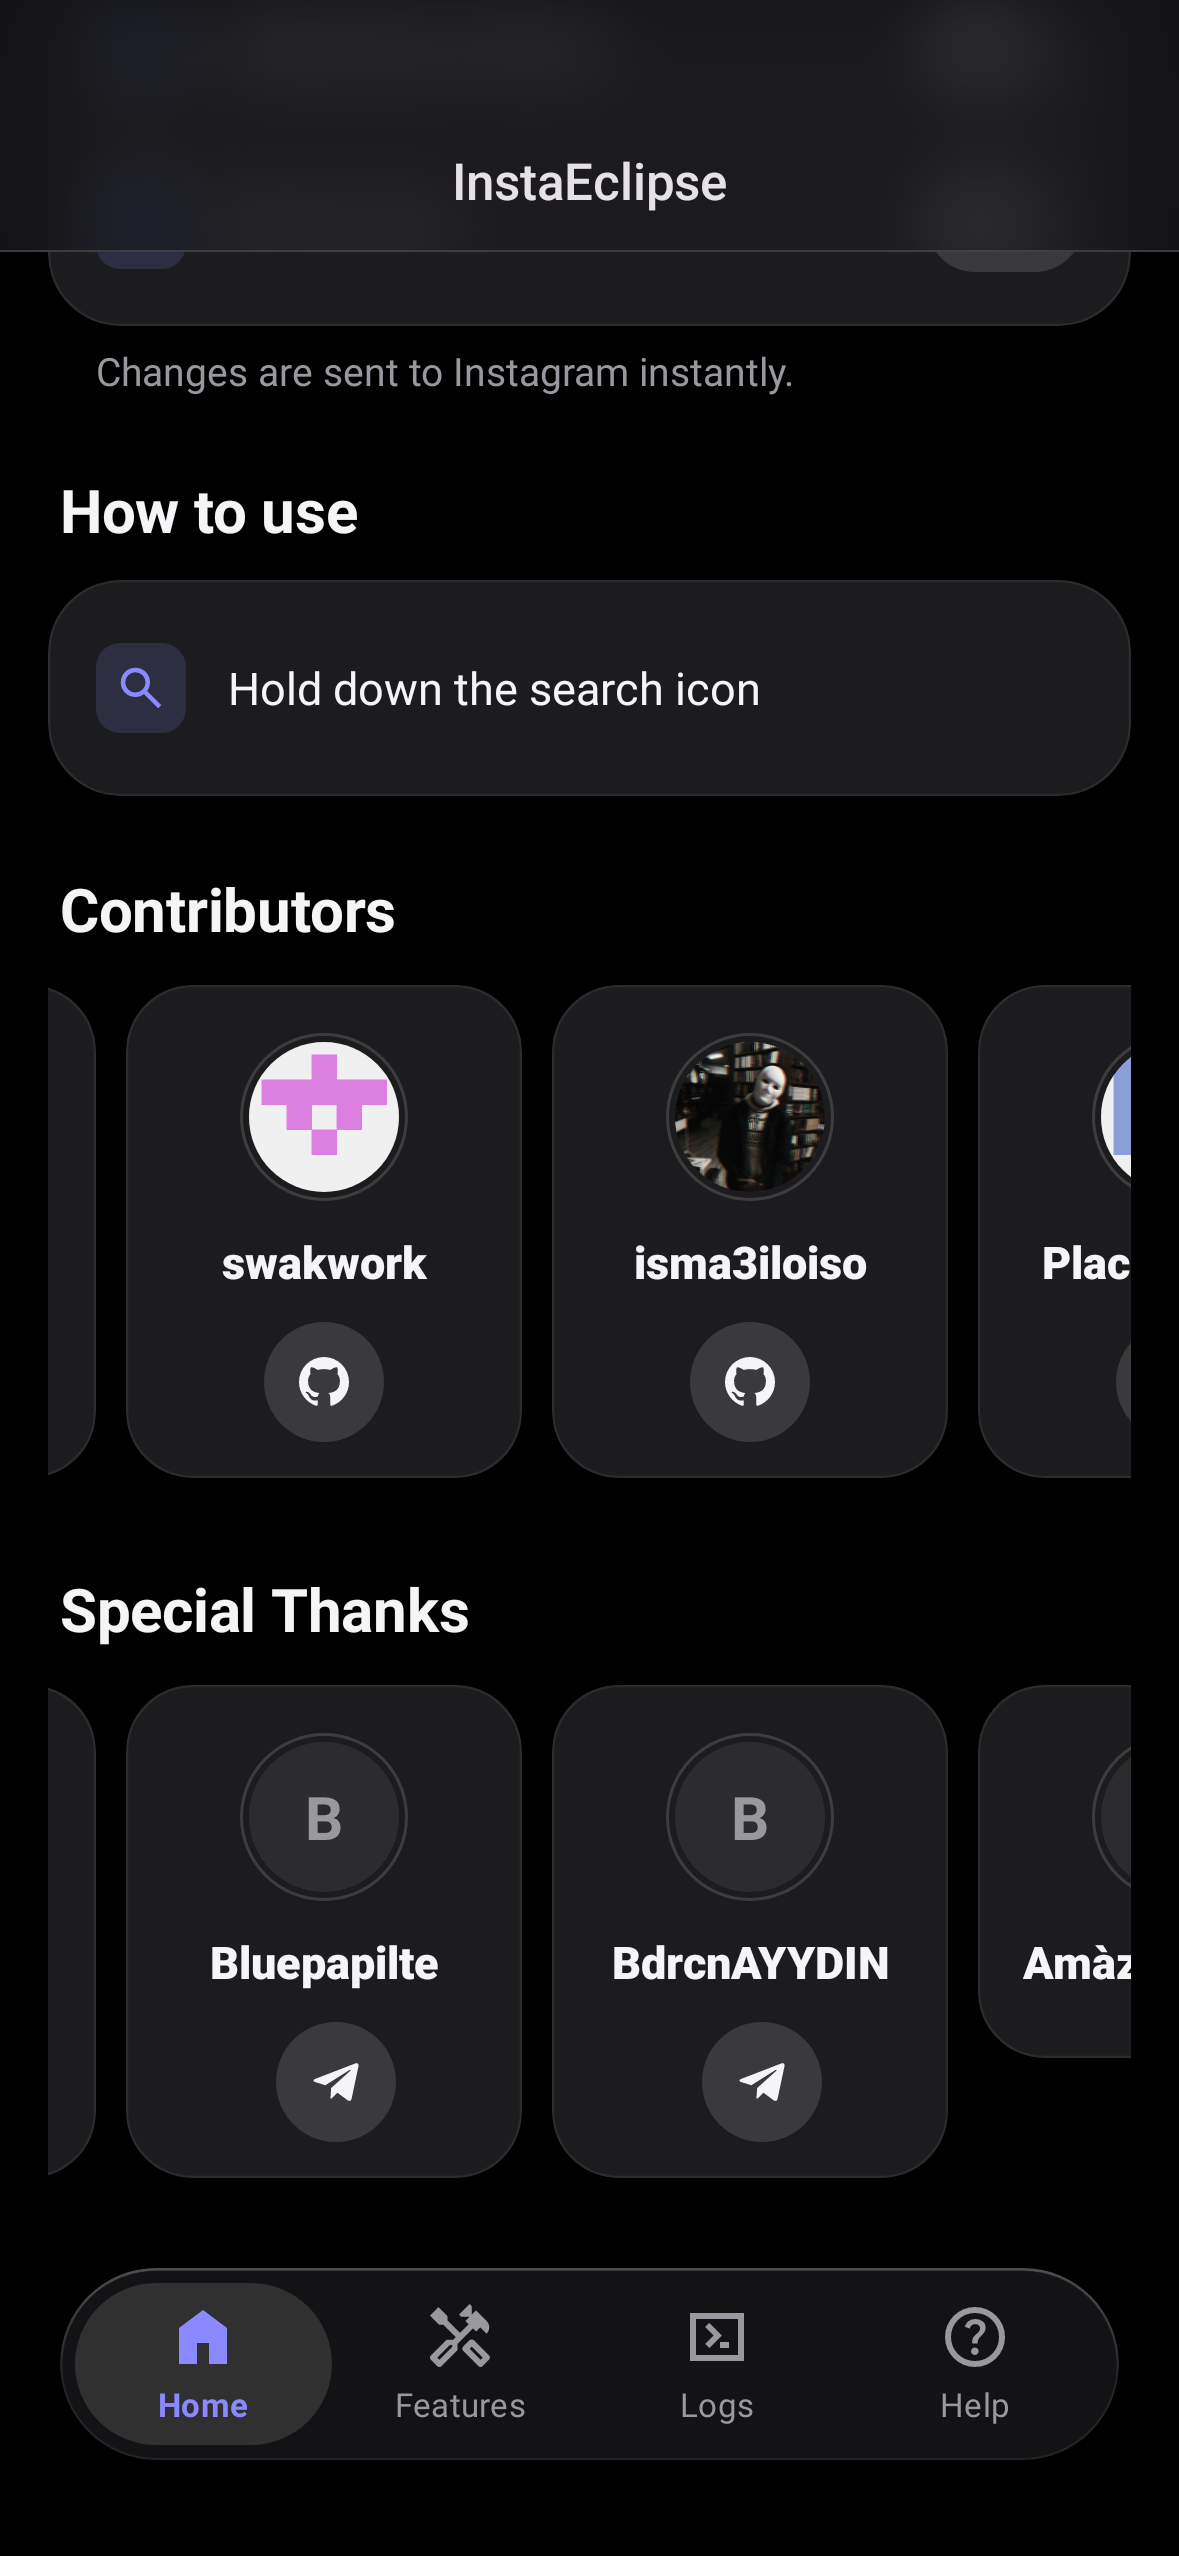 InstaEclipse
Changes are sent to Instagram instantly.
How to use
Hold down the search icon
Contributors
swakwork
isma3iloiso
Plac
Special Thanks
B
B
Bluepapilte
BdrcnAYYDIN
Amàz
Home
Features
Logs
Help